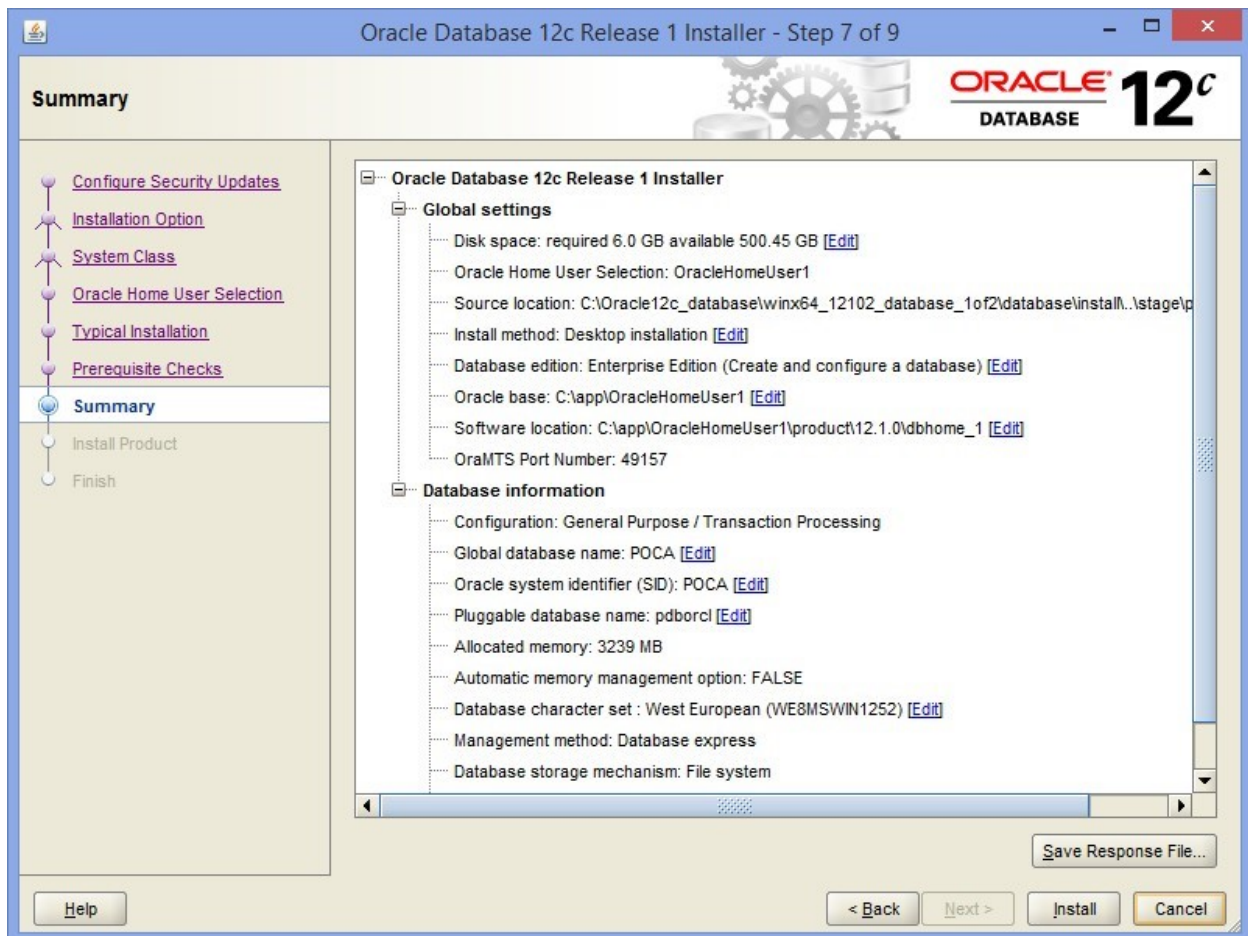 Oracle Database 12c Release 1 Installer - Step 7 of 9
Summary
ORACLE DATABASE 12c
Configure Security Updates
Installation Option
System Class
Oracle Home User Selection
Typical Installation
Prerequisite Checks
Summary
Install Product
Finish
Oracle Database 12c Release 1 Installer
Global settings
Disk space: required 6.0 GB available 500.45 GB [Edit]
Oracle Home User Selection: OracleHomeUser1
Source location: C:\Oracle12c_database\winx64_12102_database_1of2\database\install\..\stage\p
Install method: Desktop installation [Edit]
Database edition: Enterprise Edition (Create and configure a database) [Edit]
Oracle base: C:\app\OracleHomeUser1 [Edit]
Software location: C:\app\OracleHomeUser1\product\12.1.0\dbhome_1 [Edit]
OraMTS Port Number: 49157
Database information
Configuration: General Purpose / Transaction Processing
Global database name: POCA [Edit]
Oracle system identifier (SID): POCA [Edit]
Pluggable database name: pdborcl [Edit]
Allocated memory: 3239 MB
Automatic memory management option: FALSE
Database character set : West European (WE8MSWIN1252) [Edit]
Management method: Database express
Database storage mechanism: File system
Save Response File...
Help
< Back
Next >
Install
Cancel